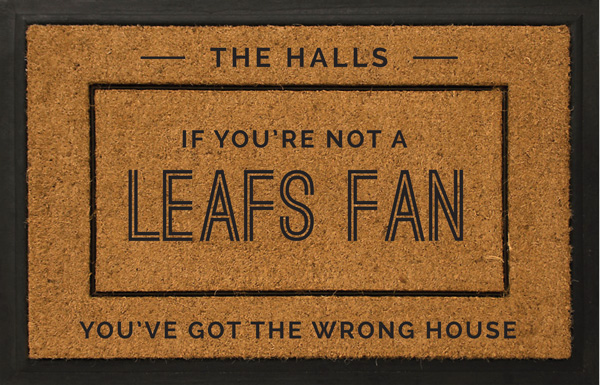 THE HALLS
IF YOU'RE NOT A
LEAFS FAN
YOU'VE GOT THE WRONG HOUSE